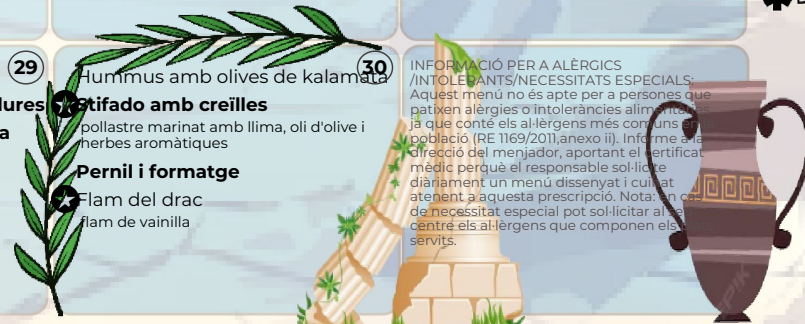 29
lures
a
30
Hummus amb olives de kalamata
Stifado amb creïlles
pollastre marinat amb llima, oli d'olive i
herbes aromàtiques
Pernil i formatge
Flam del drac
flam de vainilla
INFORMACIÓ PER A ALÈRGICS
/INTOLERANTS/NECESSITATS ESPECIALS:
Aquest menú no és apte per a persones que
patixen alèrgies o intoleràncies alimentàries
ja que conté els al·lèrgens més comuns en
població (RE 1169/2011,anexo ii). Informe a la
direcció del menjador, aportant el certificat
mèdic perquè el responsable sol·licite
diàriament un menú dissenyat i cuinat
atenent a aquesta prescripció. Nota: en cas
de necessitat especial pot sol·licitar al
centre els al·lèrgens que componen els
servits.